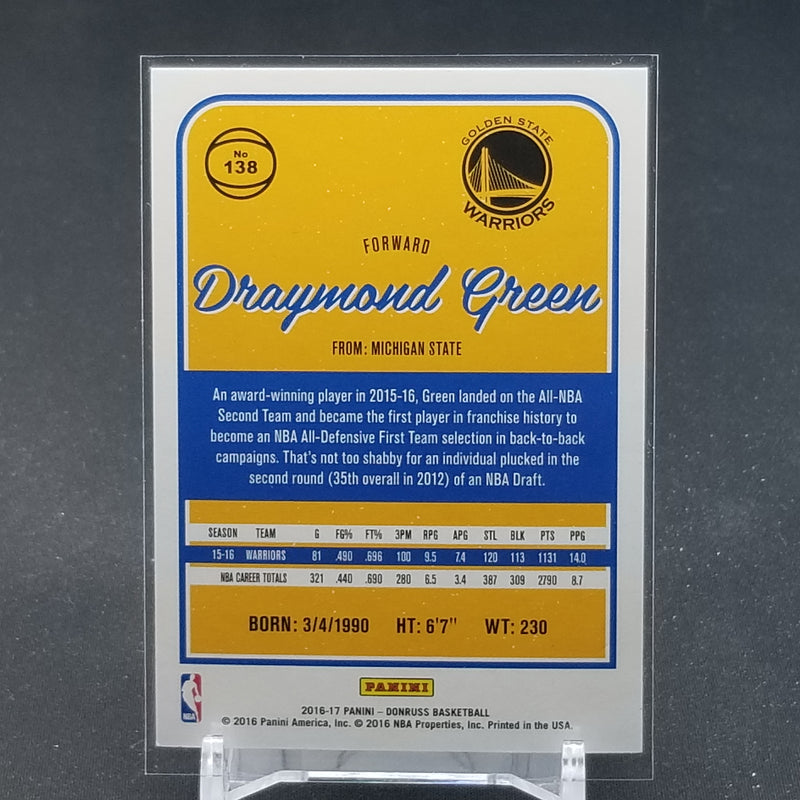 No
138
GOLDEN STATE
WARRIORS
FORWARD
Draymond Green
FROM: MICHIGAN STATE
An award-winning player in 2015-16, Green landed on the All-NBA
Second Team and became the first player in franchise history to
become an NBA All-Defensive First Team selection in back-to-back
campaigns. That's not too shabby for an individual plucked in the
second round (35th overall in 2012) of an NBA Draft.
SEASON TEAM G FG% FT% 3PM RPG APG STL BLK PTS PPG
15-16 WARRIORS 81 .490 .696 100 9.5 7.4 120 113 1131 14.0
NBA CAREER TOTALS 321 .440 .690 280 6.5 3.4 387 309 2790 8.7
BORN: 3/4/1990 HT: 6'7" WT: 230
PANINI
NBA
2016-17 PANINI – DONRUSS BASKETBALL
© 2016 Panini America, Inc. © 2016 NBA Properties, Inc. Printed in the USA.